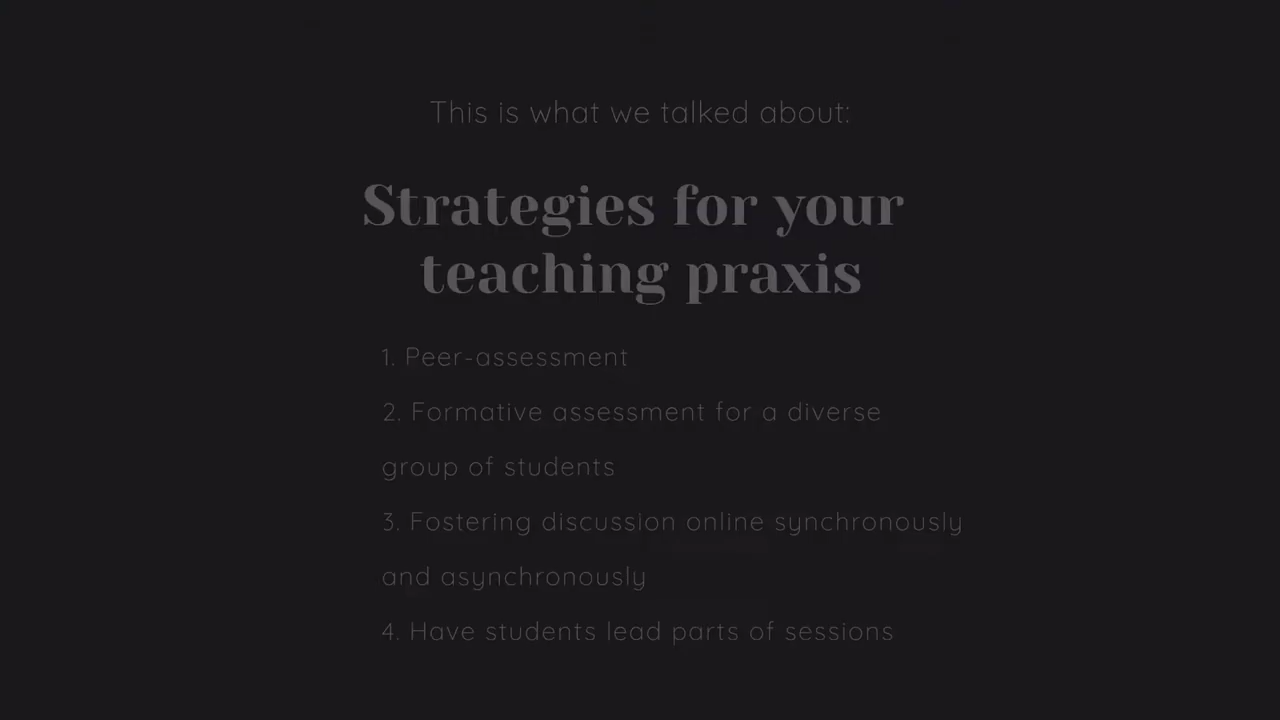 This is what we talked about:
Strategies for your
teaching praxis
1. Peer-assessment
2. Formative assessment for a diverse
group of students
3. Fostering discussion online synchronously
and asynchronously
4. Have students lead parts of sessions